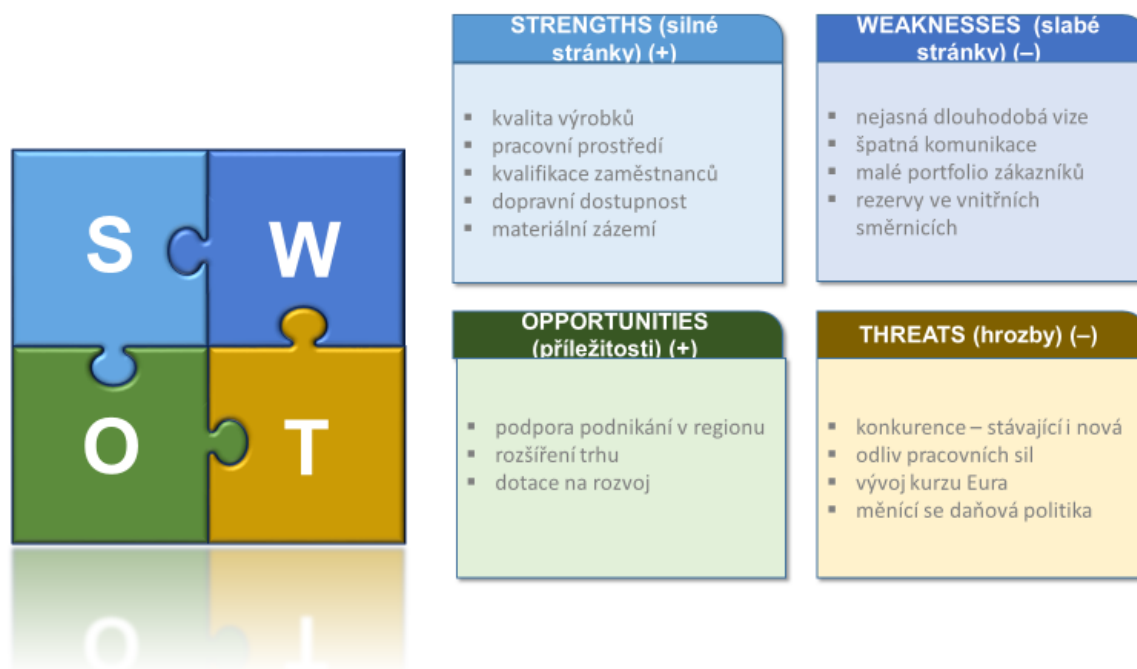 S
W
O
T
STRENGTHS (silné
stránky) (+)
▪ kvalita výrobků
▪ pracovní prostředí
▪ kvalifikace zaměstnanců
▪ dopravní dostupnost
▪ materiální zázemí
WEAKNESSES (slabé
stránky) (–)
▪ nejasná dlouhodobá vize
▪ špatná komunikace
▪ malé portfolio zákazníků
▪ rezervy ve vnitřních
směrnicích
OPPORTUNITIES
(příležitosti) (+)
▪ podpora podnikání v regionu
▪ rozšíření trhu
▪ dotace na rozvoj
THREATS (hrozby) (–)
▪ konkurence – stávající i nová
▪ odliv pracovních sil
▪ vývoj kurzu Eura
▪ měnící se daňová politika